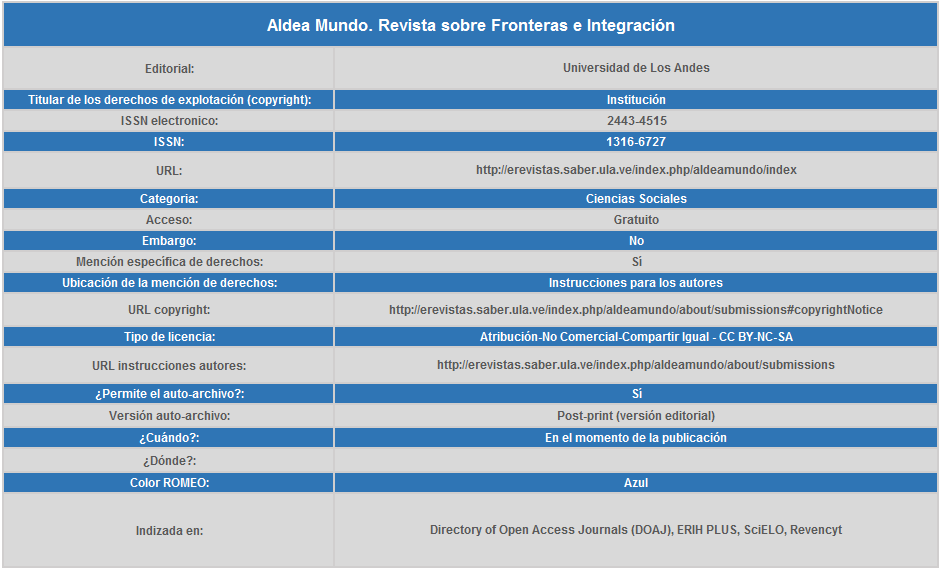 Aldea Mundo. Revista sobre Fronteras e Integración
Editorial: Universidad de Los Andes
Titular de los derechos de explotación (copyright): Institución
ISSN electronico: 2443-4515
ISSN: 1316-6727
URL: http://erevistas.saber.ula.ve/index.php/aldeamundo/index
Categoria: Ciencias Sociales
Acceso: Gratuito
Embargo: No
Mención específica de derechos: Sì
Ubicación de la mención de derechos: Instrucciones para los autores
URL copyright: http://erevistas.saber.ula.ve/index.php/aldeamundo/about/submissions#copyrightNotice
Tipo de licencia: Atribución-No Comercial-Compartir Igual - CC BY-NC-SA
URL instrucciones autores: http://erevistas.saber.ula.ve/index.php/aldeamundo/about/submissions
¿Permite el auto-archivo?: Sì
Versión auto-archivo: Post-print (versión editorial)
¿Cuándo?: En el momento de la publicación
¿Dónde?:
Color ROMEO: Azul
Indizada en: Directory of Open Access Journals (DOAJ), ERIH PLUS, SciELO, Revencyt